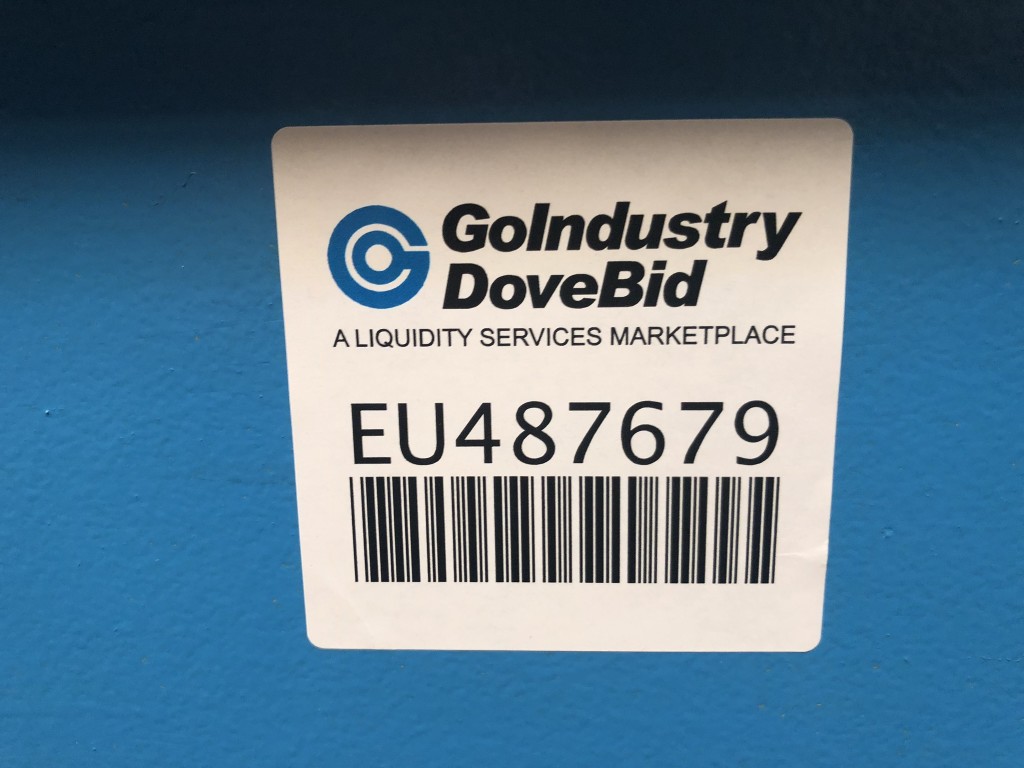 GoIndustry
DoveBid
A LIQUIDITY SERVICES MARKETPLACE
EU487679